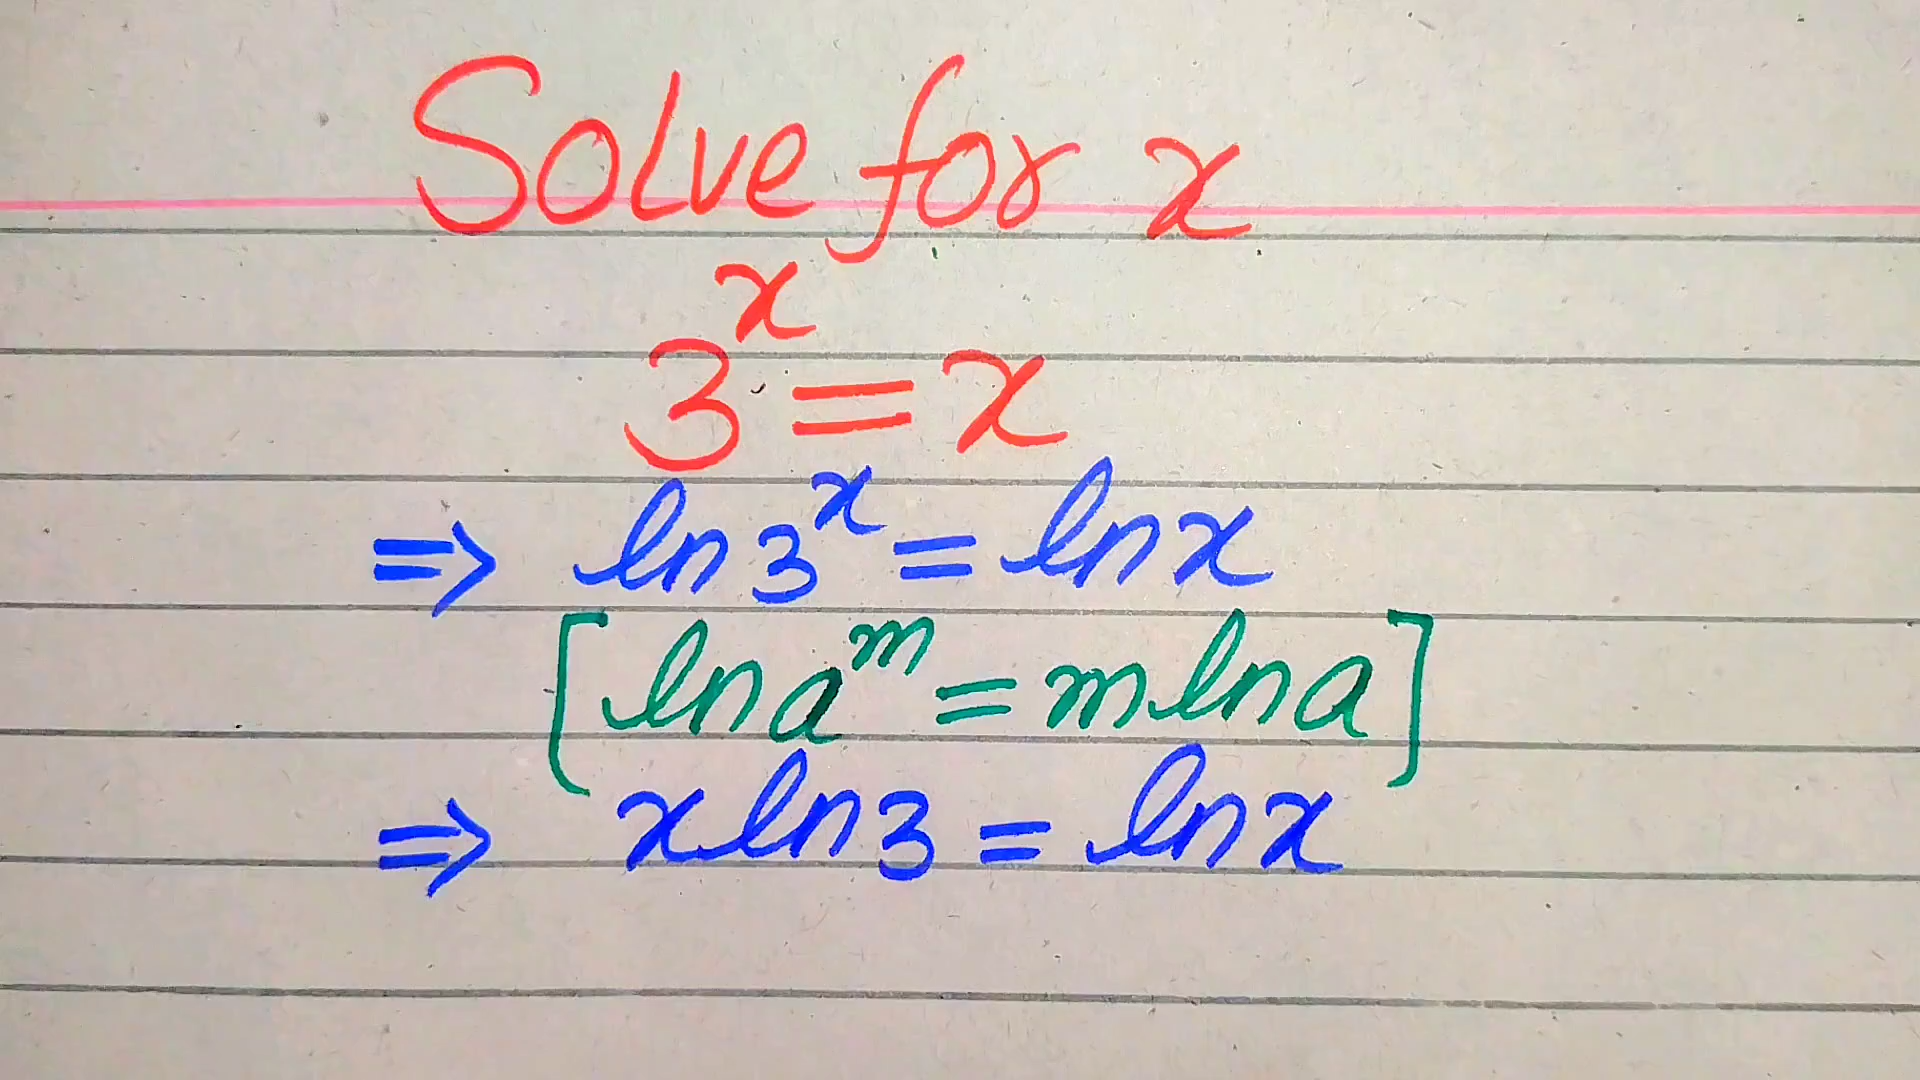 Solve for x
3^x = x
⇒ ln 3^x = ln x
[ln a^m = m ln a]
⇒ x ln 3 = ln x